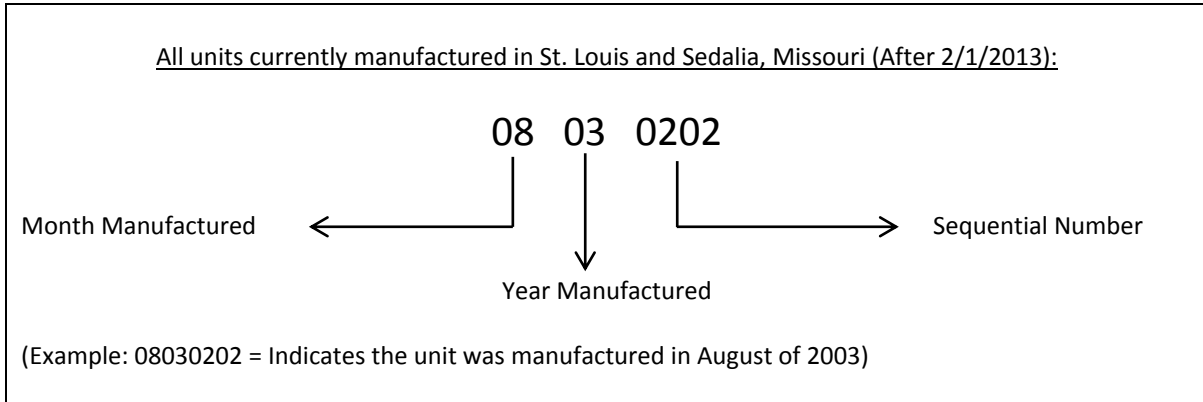 All units currently manufactured in St. Louis and Sedalia, Missouri (After 2/1/2013):
08 03 0202
Month Manufactured
Sequential Number
Year Manufactured
(Example: 08030202 = Indicates the unit was manufactured in August of 2003)